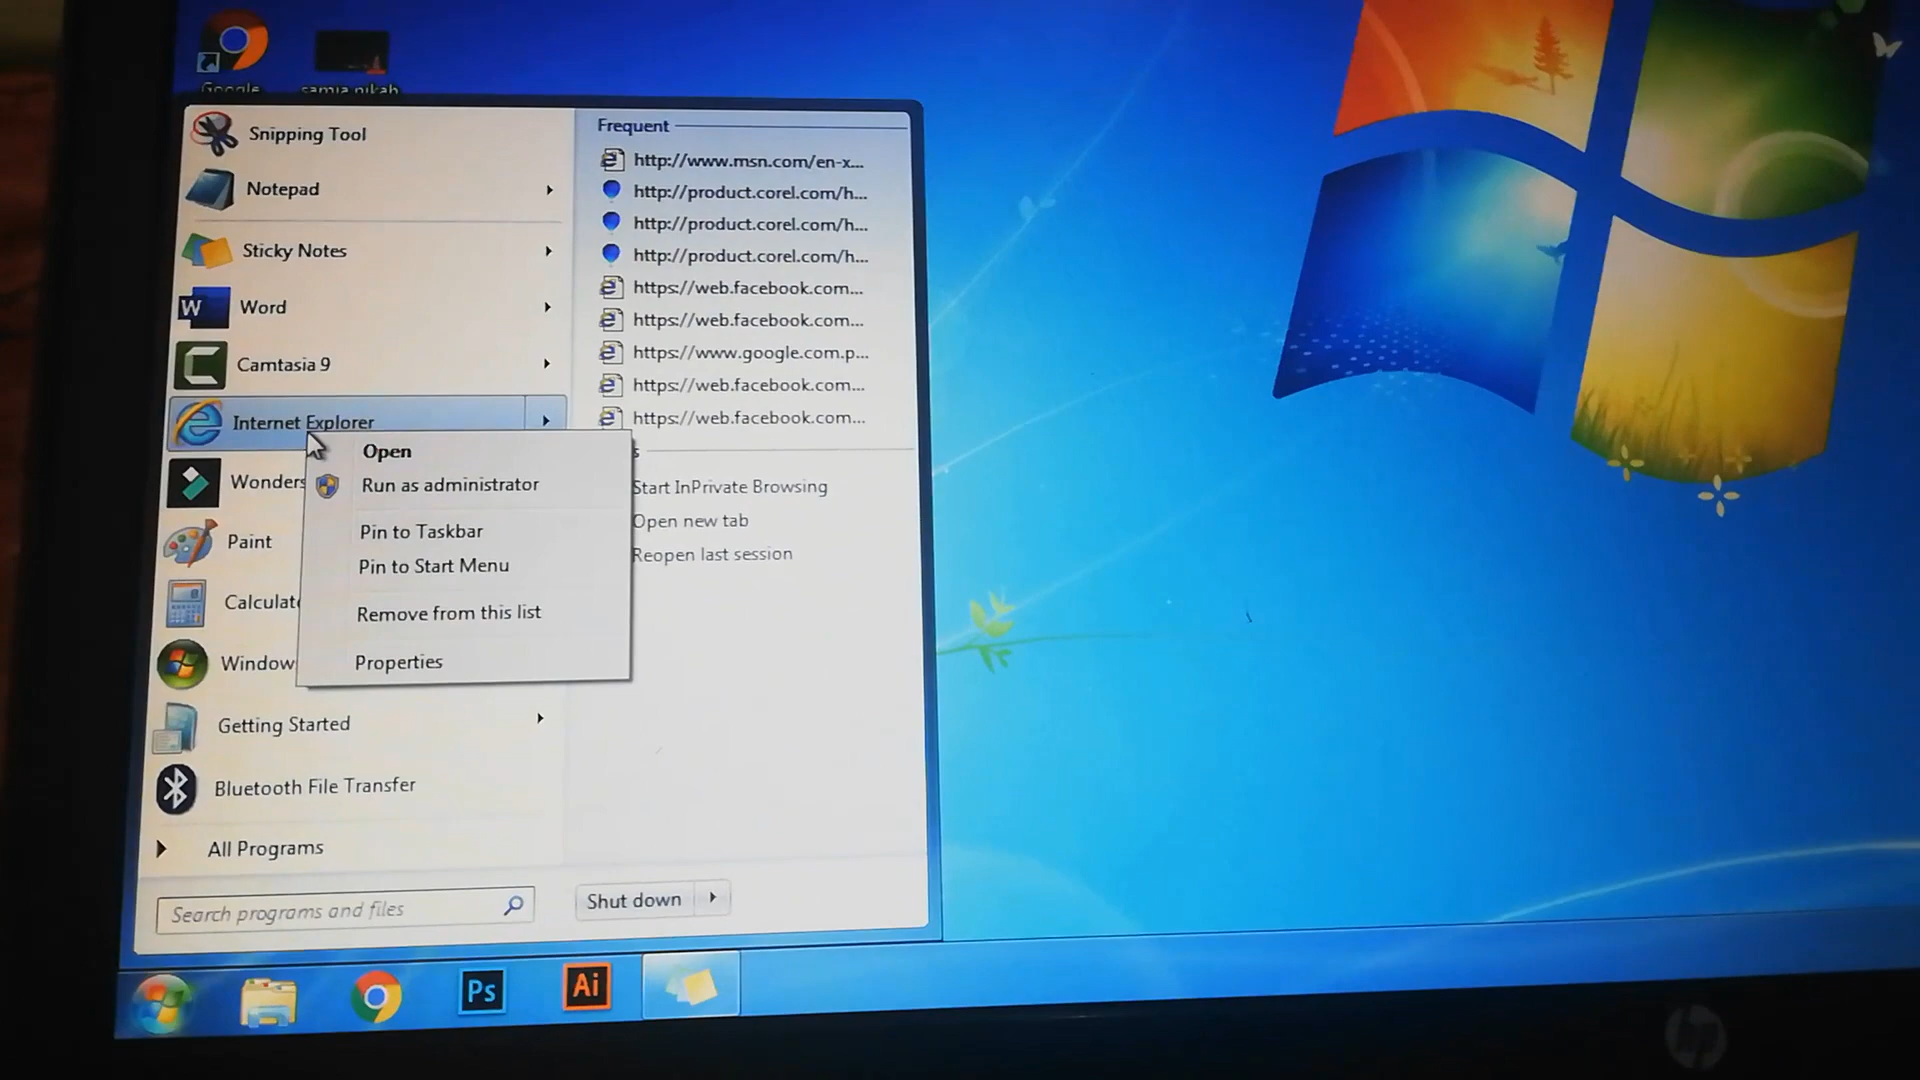 Google
samia nikah
Snipping Tool
Notepad
Sticky Notes
Word
Camtasia 9
Internet Explorer
Wonders
Paint
Calculat
Window
Getting Started
Bluetooth File Transfer
All Programs
Search programs and files
Shut down
Frequent
http://www.msn.com/en-x...
http://product.corel.com/h...
http://product.corel.com/h...
http://product.corel.com/h...
https://web.facebook.com...
https://web.facebook.com...
https://www.google.com.p...
https://web.facebook.com...
https://web.facebook.com...
s
Start InPrivate Browsing
Open new tab
Reopen last session
Open
Run as administrator
Pin to Taskbar
Pin to Start Menu
Remove from this list
Properties
W
Ps
Ai
hp